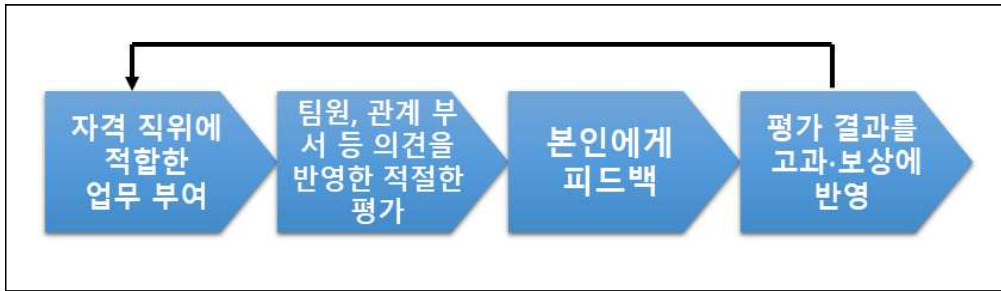 자격 직위에
적합한
업무 부여
팀원, 관계 부
서 등 의견을
반영한 적절한
평가
본인에게
피드백
평가 결과를
고과·보상에
반영